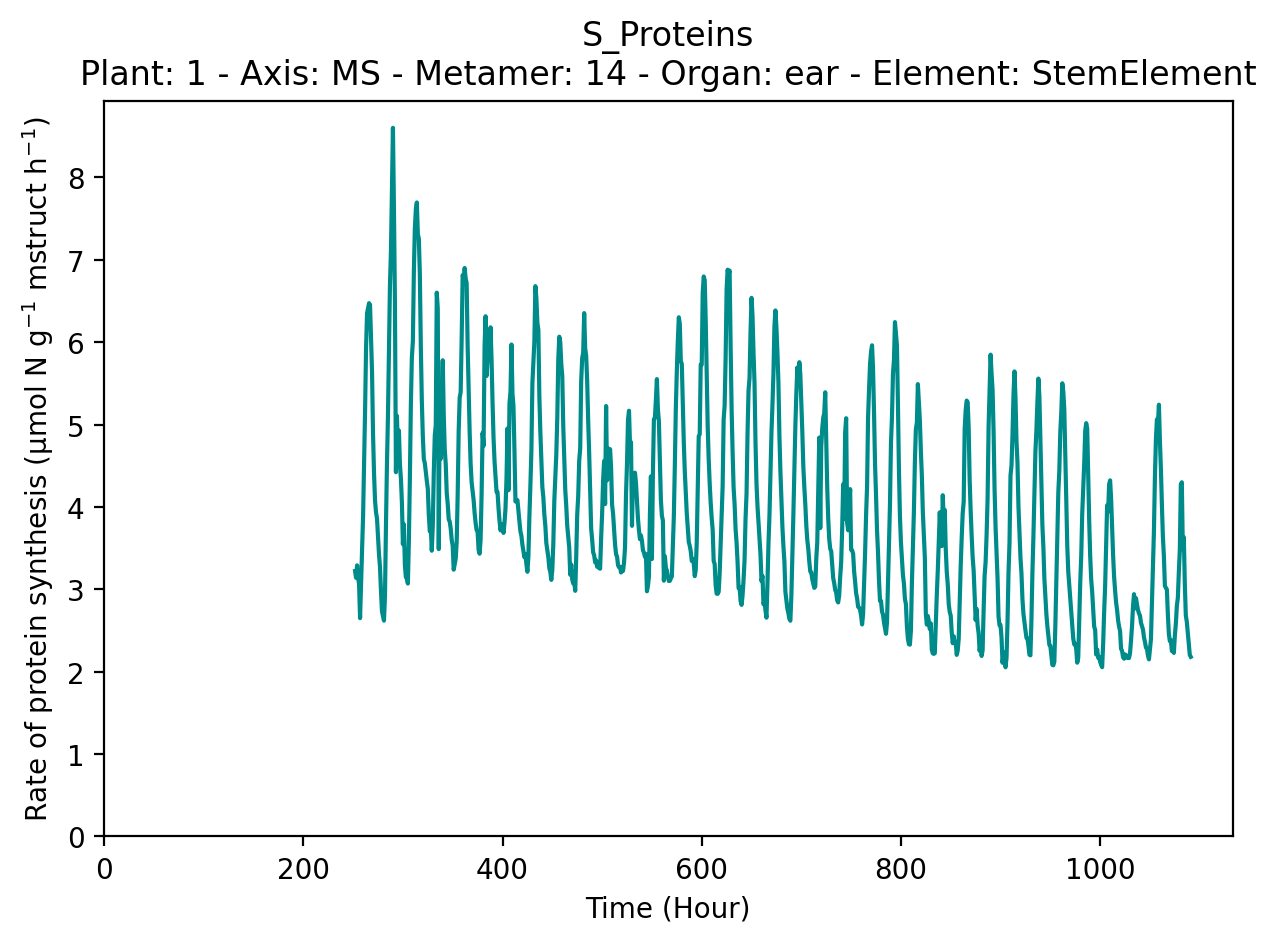 S_Proteins
Plant: 1 - Axis: MS - Metamer: 14 - Organ: ear - Element: StemElement
Rate of protein synthesis (µmol N g⁻¹ mstruct h⁻¹)
8
7
6
5
4
3
2
1
0
0 200 400 600 800 1000
Time (Hour)